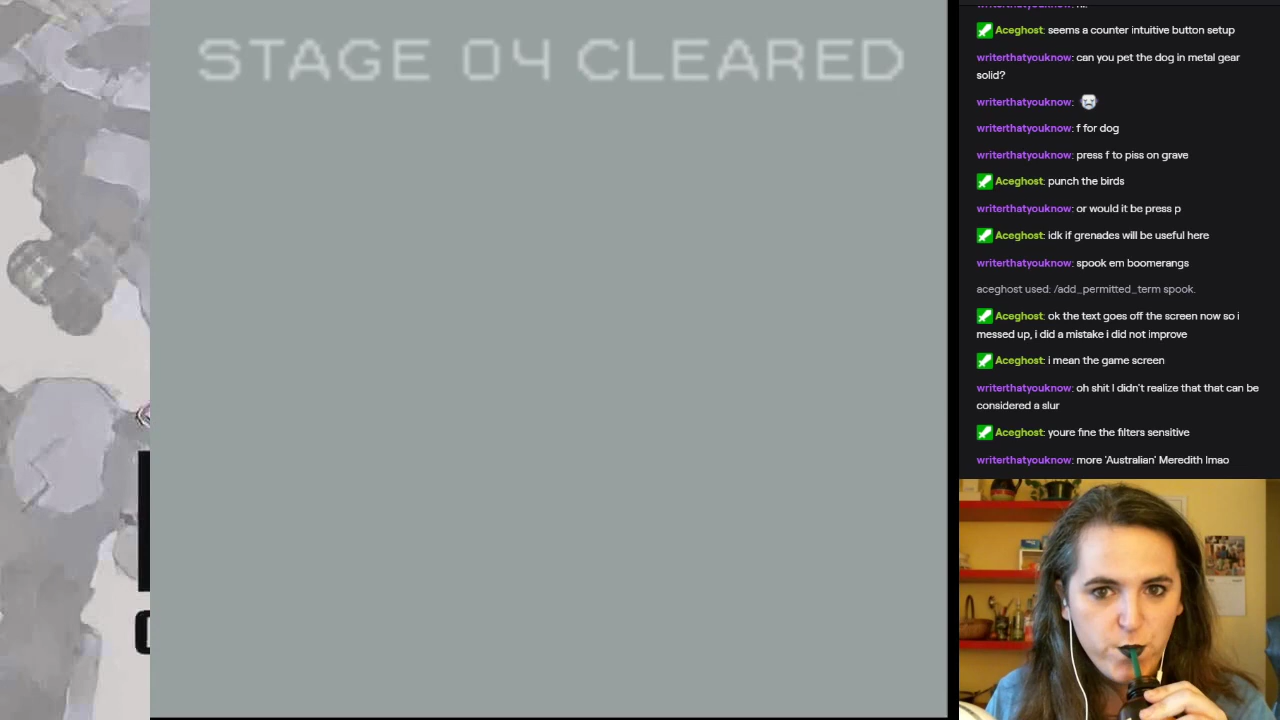 STAGE 04 CLEARED
Aceghost: seems a counter intuitive button setup
writerthatyouknow: can you pet the dog in metal gear
solid?
writerthatyouknow:
writerthatyouknow: f for dog
writerthatyouknow: press f to piss on grave
Aceghost: punch the birds
writerthatyouknow: or would it be press p
Aceghost: idk if grenades will be useful here
writerthatyouknow: spook em boomerangs
aceghost used: /add_permitted_term spook.
Aceghost: ok the text goes off the screen now so i
messed up, i did a mistake i did not improve
Aceghost: i mean the game screen
writerthatyouknow: oh shit I didn't realize that that can be
considered a slur
Aceghost: youre fine the filters sensitive
writerthatyouknow: more 'Australian' Meredith lmao